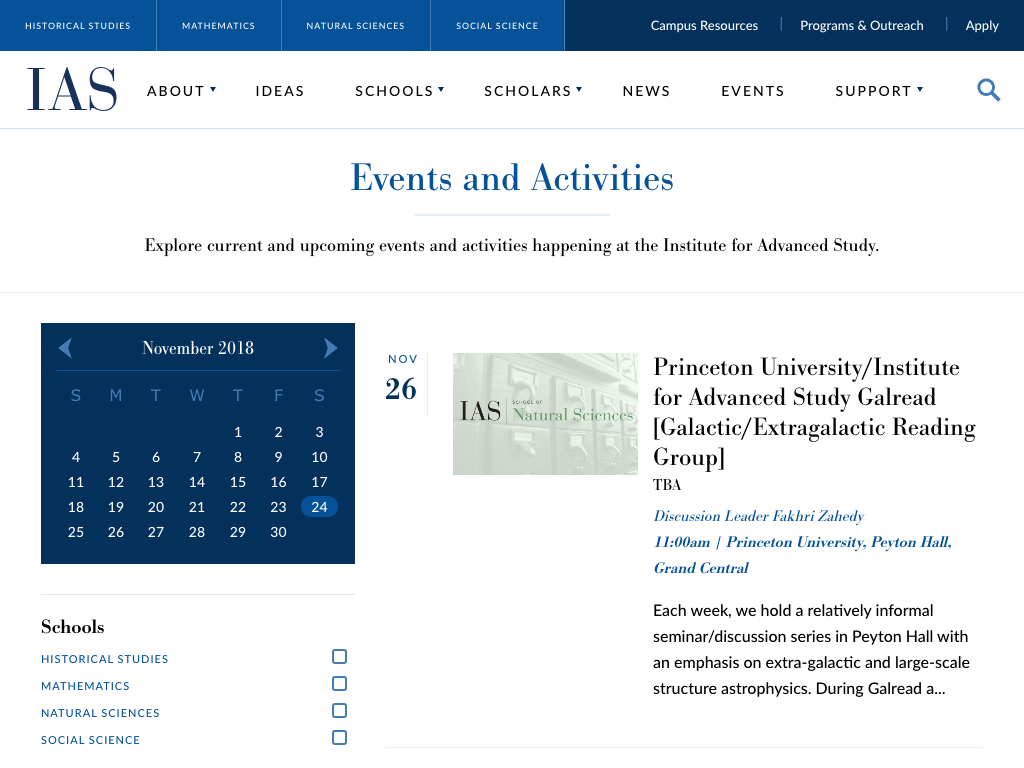 HISTORICAL STUDIES
MATHEMATICS
NATURAL SCIENCES
SOCIAL SCIENCE
Campus Resources
Programs & Outreach
Apply
IAS
ABOUT
IDEAS
SCHOOLS
SCHOLARS
NEWS
EVENTS
SUPPORT
Events and Activities
Explore current and upcoming events and activities happening at the Institute for Advanced Study.
November 2018
S M T W T F S
1 2 3
4 5 6 7 8 9 10
11 12 13 14 15 16 17
18 19 20 21 22 23 24
25 26 27 28 29 30
Schools
HISTORICAL STUDIES
MATHEMATICS
NATURAL SCIENCES
SOCIAL SCIENCE
NOV
26
IAS
SCHOOL OF
Natural Sciences
Princeton University/Institute
for Advanced Study Galread
[Galactic/Extragalactic Reading
Group]
TBA
Discussion Leader Fakhri Zahedy
11:00am | Princeton University, Peyton Hall,
Grand Central
Each week, we hold a relatively informal
seminar/discussion series in Peyton Hall with
an emphasis on extra-galactic and large-scale
structure astrophysics. During Galread a...